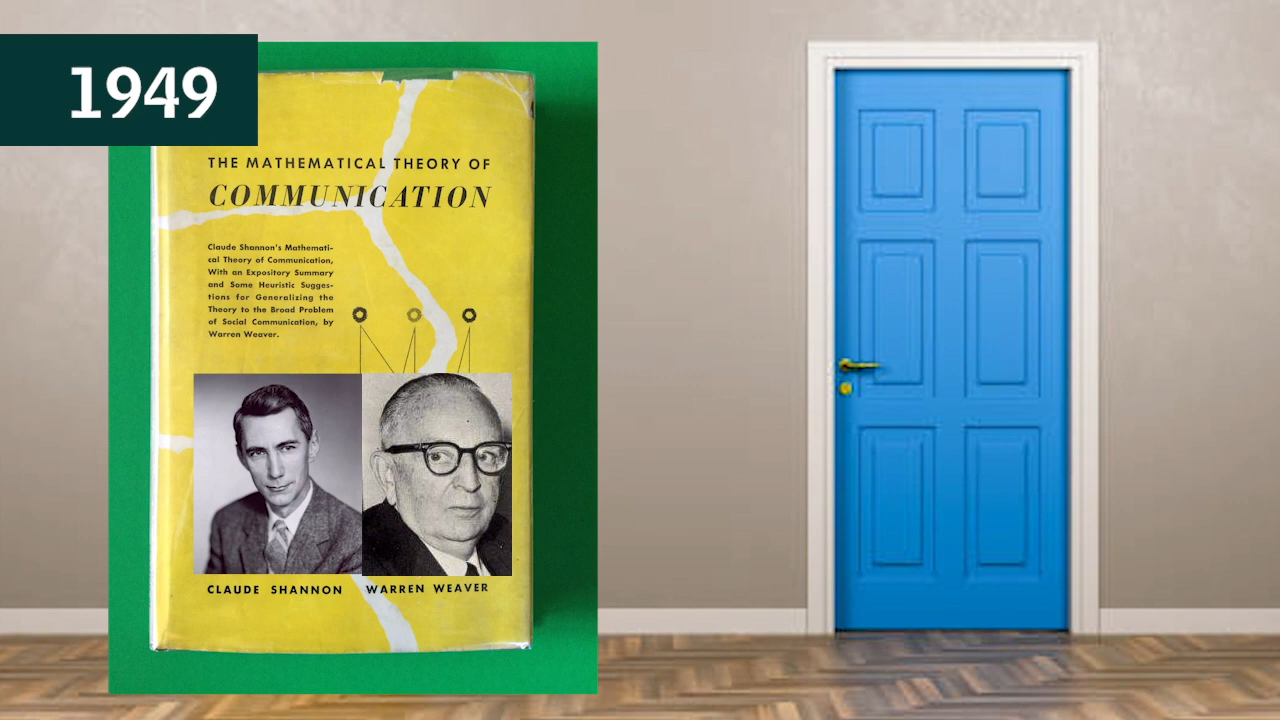 1949
THE MATHEMATICAL THEORY OF
COMMUNICATION
Claude Shannon's Mathemati-
cal Theory of Communication,
With an Expository Summary
and Some Heuristic Sugges-
tions for Generalizing the
Theory to the Broad Problem
of Social Communication, by
Warren Weaver.
CLAUDE SHANNON WARREN WEAVER